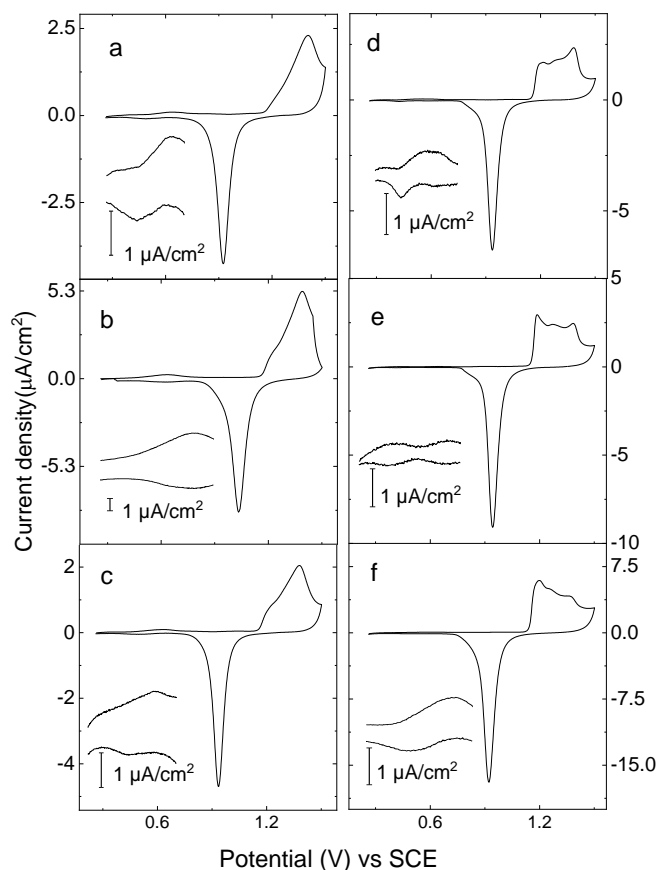 a
2.5
0.0
-2.5
1 µA/cm²
b
5.3
0.0
-5.3
1 µA/cm²
c
2
0
-2
-4
1 µA/cm²
0.6
1.2
d
0
-5
1 µA/cm²
e
5
0
-5
-10
1 µA/cm²
f
7.5
0.0
-7.5
-15.0
1 µA/cm²
0.6
1.2
Current density(µA/cm²)
Potential (V) vs SCE